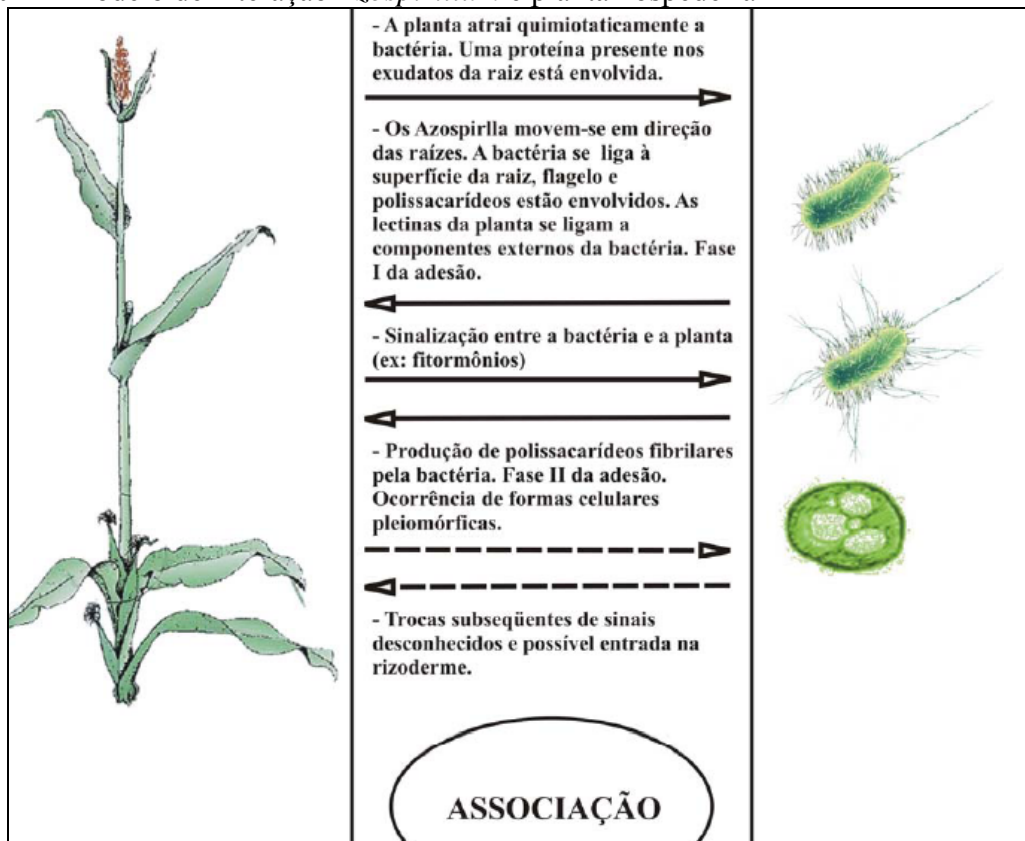 - A planta atrai quimiotaticamente a
bactéria. Uma proteína presente nos
exudatos da raiz está envolvida.
- Os Azospirlla movem-se em direção
das raízes. A bactéria se liga à
superfície da raiz, flagelo e
polissacarídeos estão envolvidos. As
lectinas da planta se ligam a
componentes externos da bactéria. Fase
I da adesão.
- Sinalização entre a bactéria e a planta
(ex: fitormônios)
- Produção de polissacarídeos fibrilares
pela bactéria. Fase II da adesão.
Ocorrência de formas celulares
pleiomórficas.
- Trocas subseqüentes de sinais
desconhecidos e possível entrada na
rizoderme.
ASSOCIAÇÃO